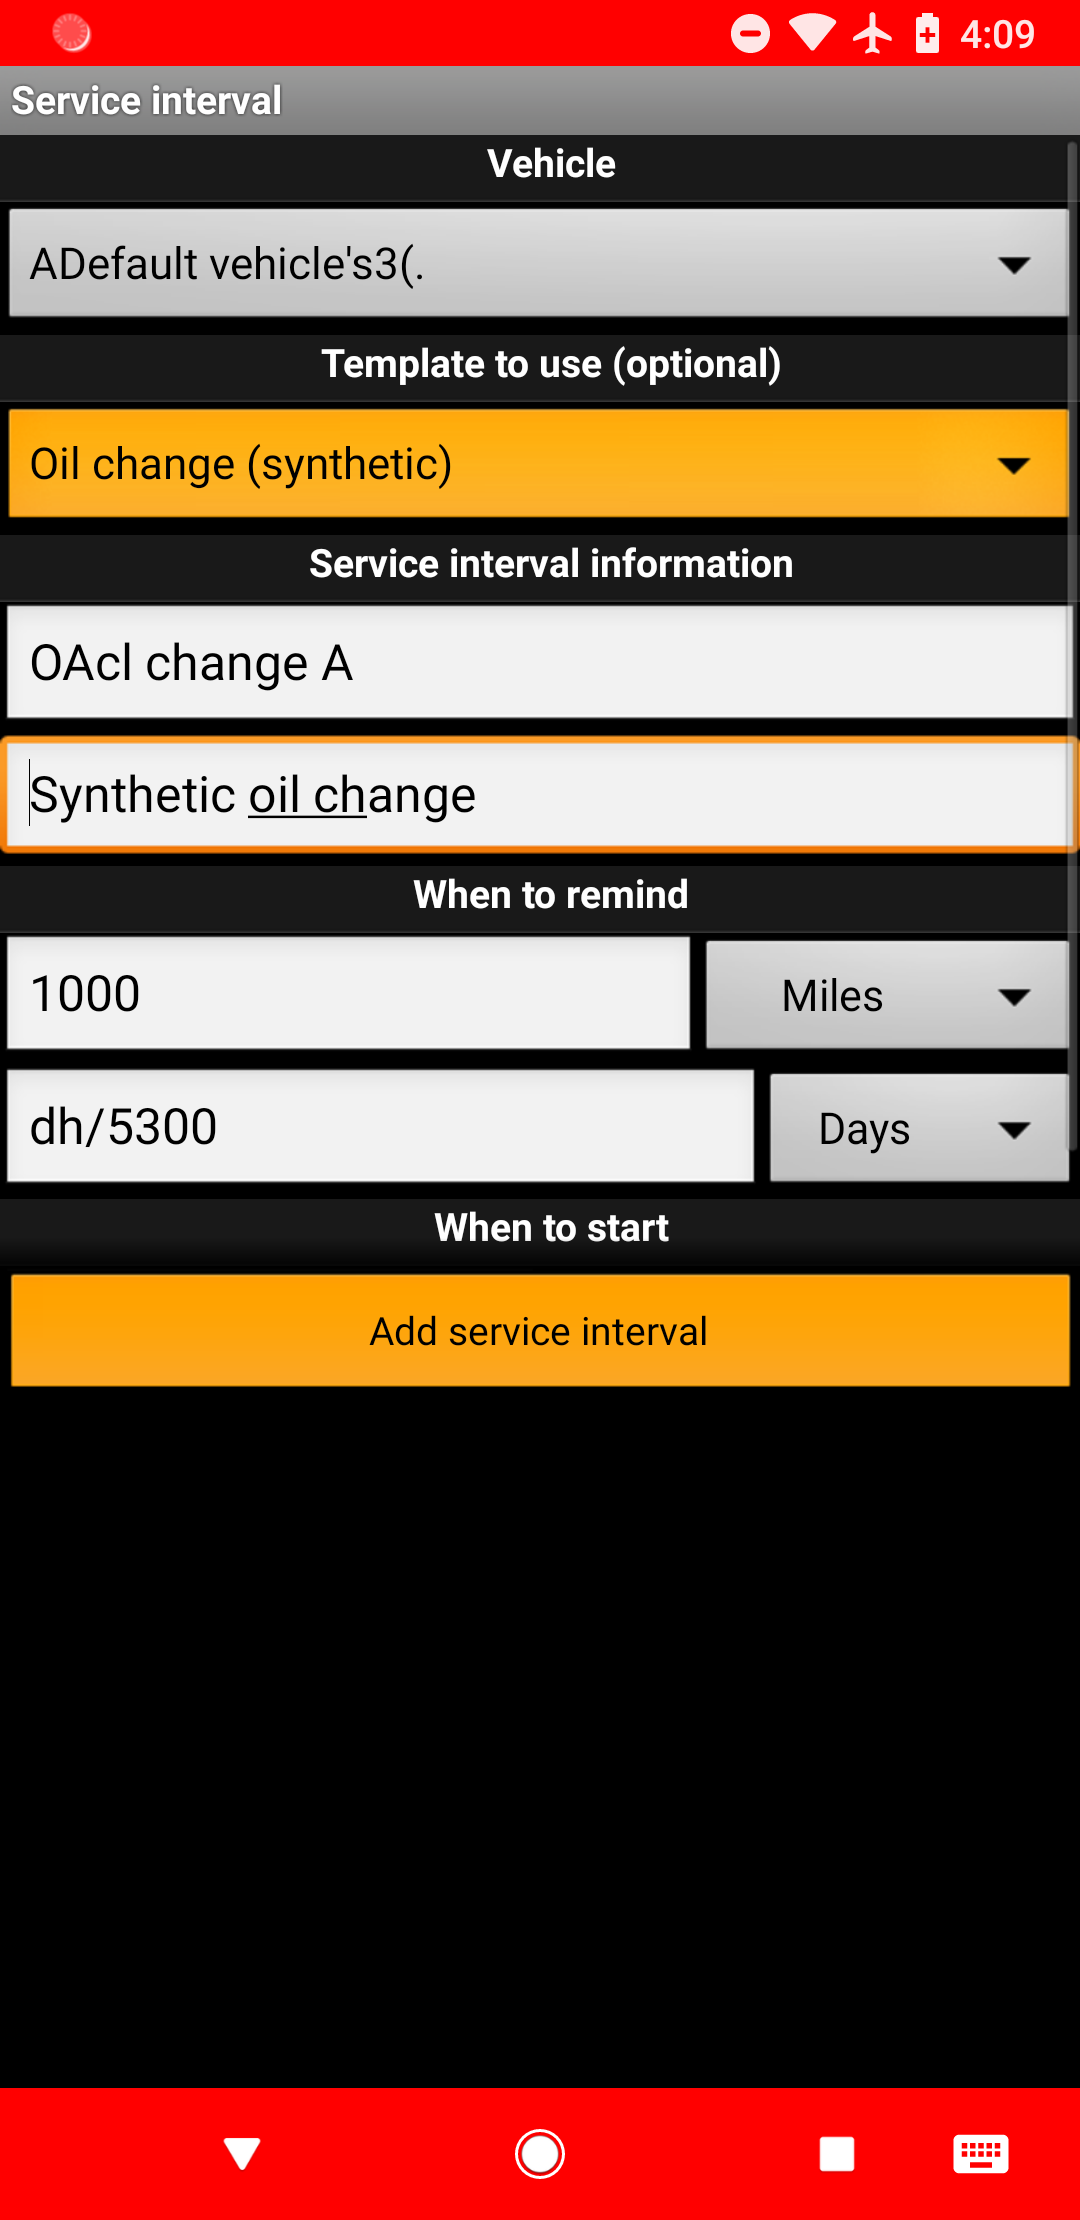 4:09
Service interval
Vehicle
ADefault vehicle's3(.
Template to use (optional)
Oil change (synthetic)
Service interval information
OAcl change A
Synthetic oil change
When to remind
1000
Miles
dh/5300
Days
When to start
Add service interval